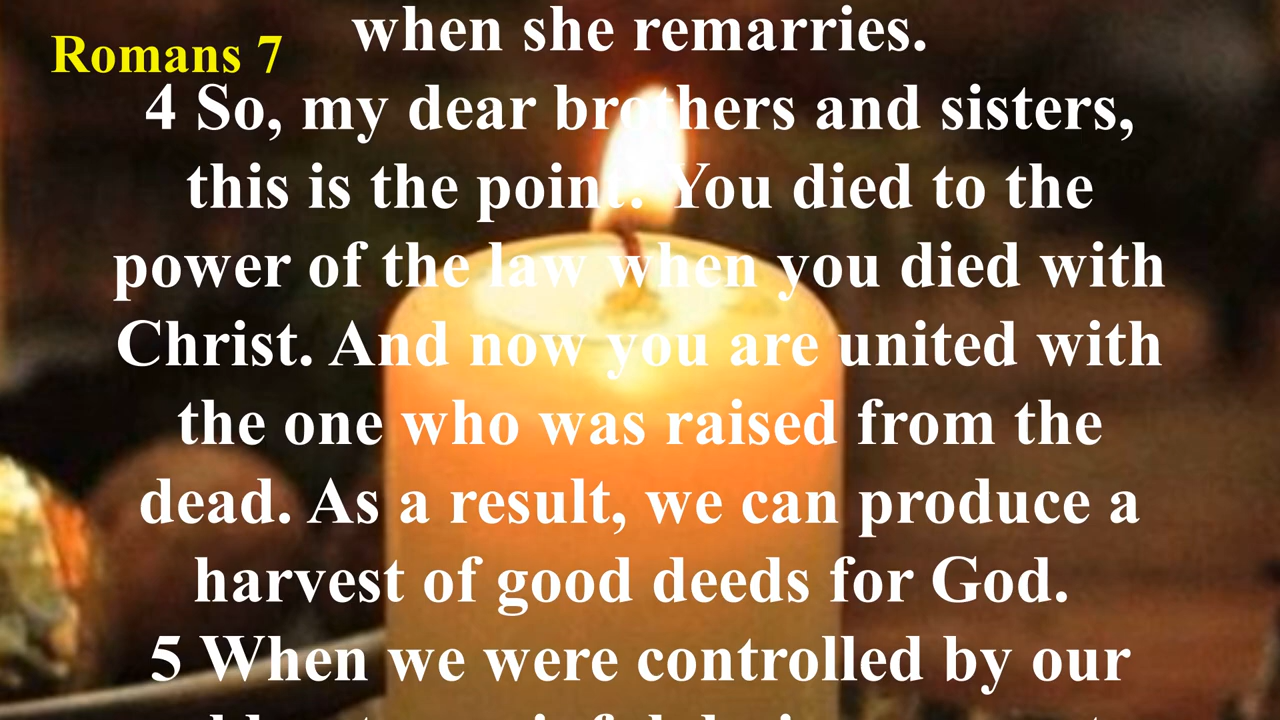 Romans 7
when she remarries.
4 So, my dear brothers and sisters,
this is the point: You died to the
power of the law when you died with
Christ. And now you are united with
the one who was raised from the
dead. As a result, we can produce a
harvest of good deeds for God.
5 When we were controlled by our